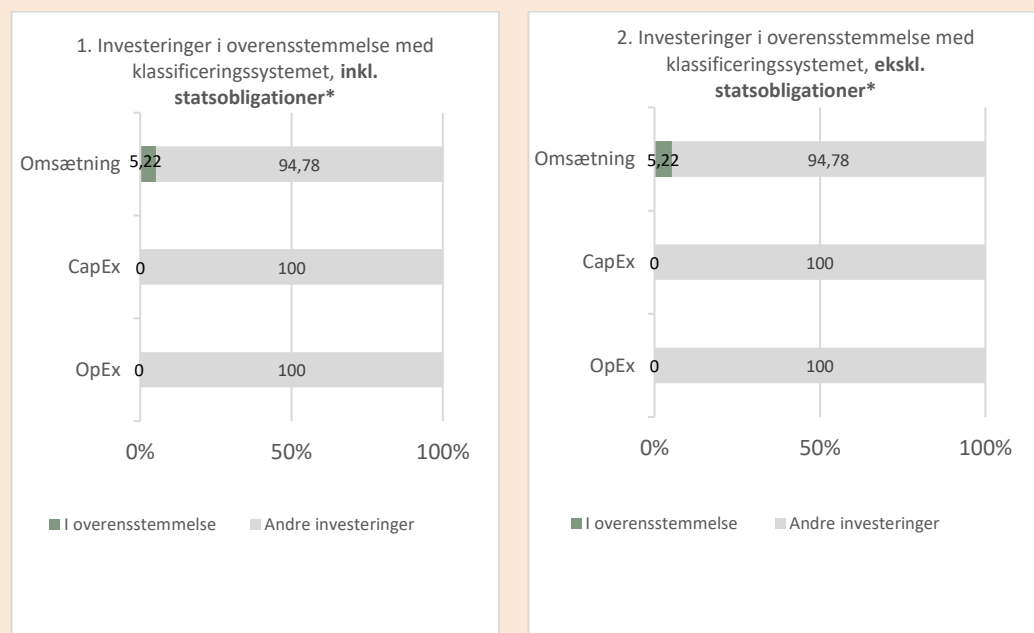 1. Investeringer i overensstemmelse med
klassificeringssystemet, inkl.
statsobligationer*
Omsætning 5,22 94,78
CapEx 0 100
OpEx 0 100
0% 50% 100%
I overensstemmelse Andre investeringer
2. Investeringer i overensstemmelse med
klassificeringssystemet, ekskl.
statsobligationer*
Omsætning 5,22 94,78
CapEx 0 100
OpEx 0 100
0% 50% 100%
I overensstemmelse Andre investeringer